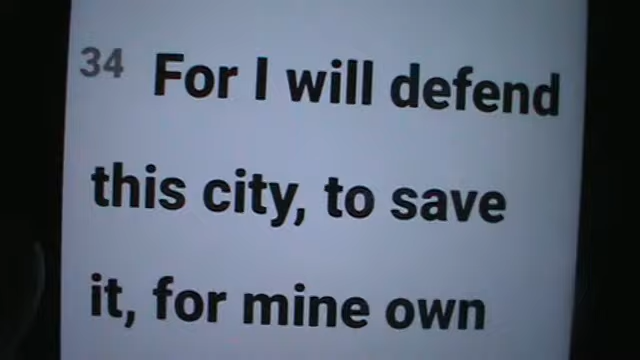 34 For I will defend
this city, to save
it, for mine own